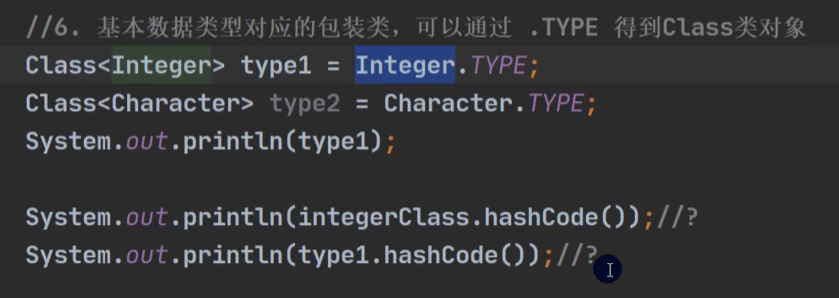 //6. 基本数据类型对应的包装类，可以通过 .TYPE 得到Class类对象
Class<Integer> type1 = Integer.TYPE;
Class<Character> type2 = Character.TYPE;
System.out.println(type1);
System.out.println(integerClass.hashCode());//?
System.out.println(type1.hashCode());//?